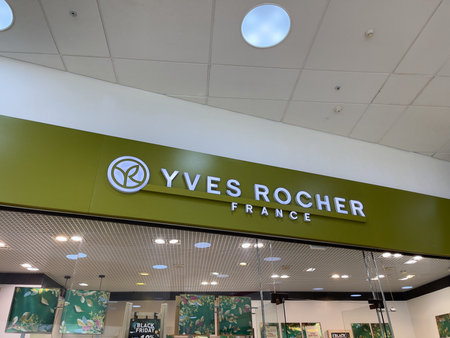 YVES ROCHER
FRANCE
BLACK
FRIDAY